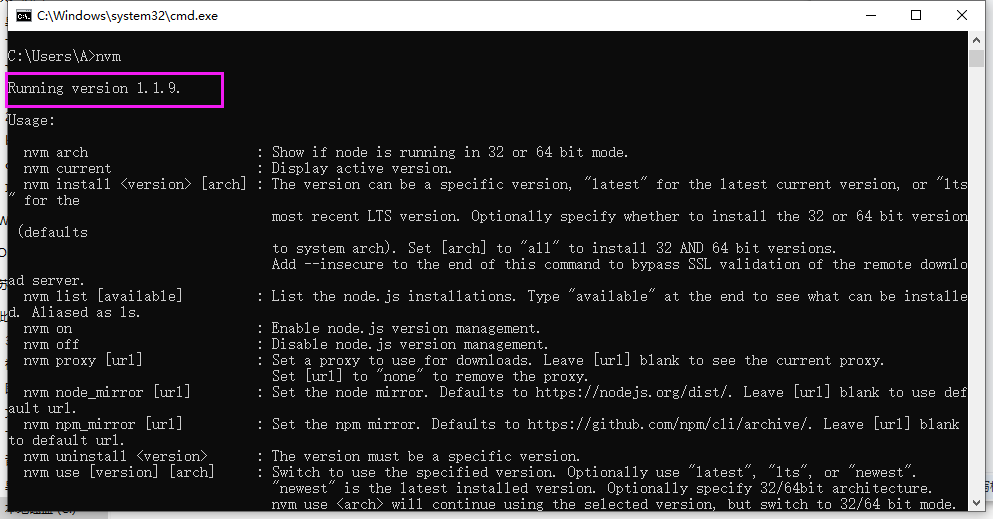 C:\Windows\system32\cmd.exe
C:\Users\A>nvm
Running version 1.1.9.
Usage:
nvm arch : Show if node is running in 32 or 64 bit mode.
nvm current : Display active version.
nvm install <version> [arch] : The version can be a specific version, "latest" for the latest current version, or "lts
" for the
most recent LTS version. Optionally specify whether to install the 32 or 64 bit version
(defaults
to system arch). Set [arch] to "all" to install 32 AND 64 bit versions.
Add --insecure to the end of this command to bypass SSL validation of the remote downlo
ad server.
nvm list [available] : List the node.js installations. Type "available" at the end to see what can be installe
d. Aliased as ls.
nvm on : Enable node.js version management.
nvm off : Disable node.js version management.
nvm proxy [url] : Set a proxy to use for downloads. Leave [url] blank to see the current proxy.
Set [url] to "none" to remove the proxy.
nvm node_mirror [url] : Set the node mirror. Defaults to https://nodejs.org/dist/. Leave [url] blank to use def
ault url.
nvm npm_mirror [url] : Set the npm mirror. Defaults to https://github.com/npm/cli/archive/. Leave [url] blank
to default url.
nvm uninstall <version> : The version must be a specific version.
nvm use [version] [arch] : Switch to use the specified version. Optionally use "latest", "lts", or "newest".
"newest" is the latest installed version. Optionally specify 32/64bit architecture.
nvm use <arch> will continue using the selected version, but switch to 32/64 bit mode.